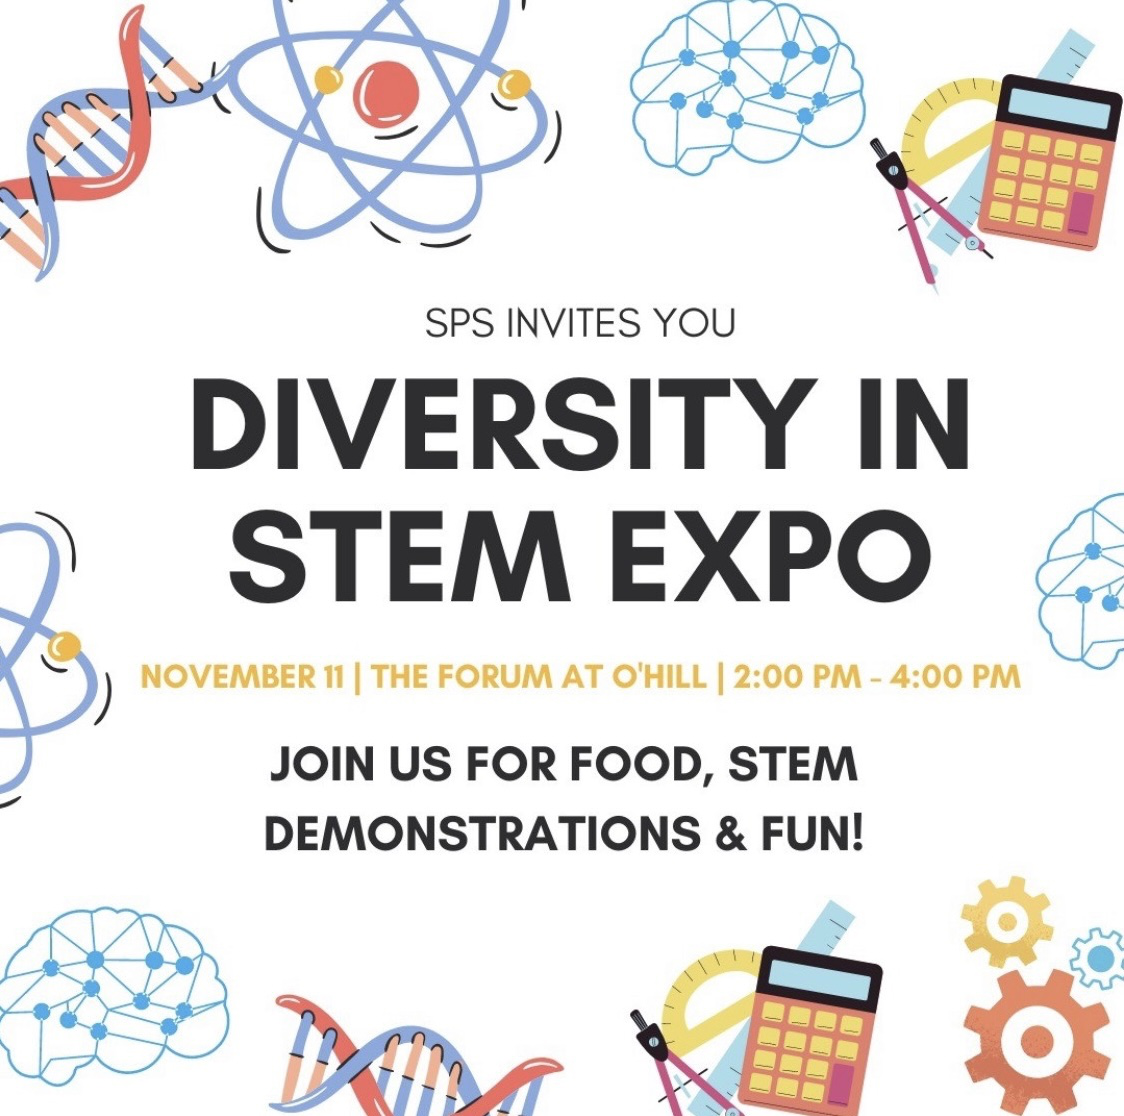 SPS INVITES YOU
DIVERSITY IN
STEM EXPO
NOVEMBER 11 | THE FORUM AT O'HILL | 2:00 PM - 4:00 PM
JOIN US FOR FOOD, STEM
DEMONSTRATIONS & FUN!